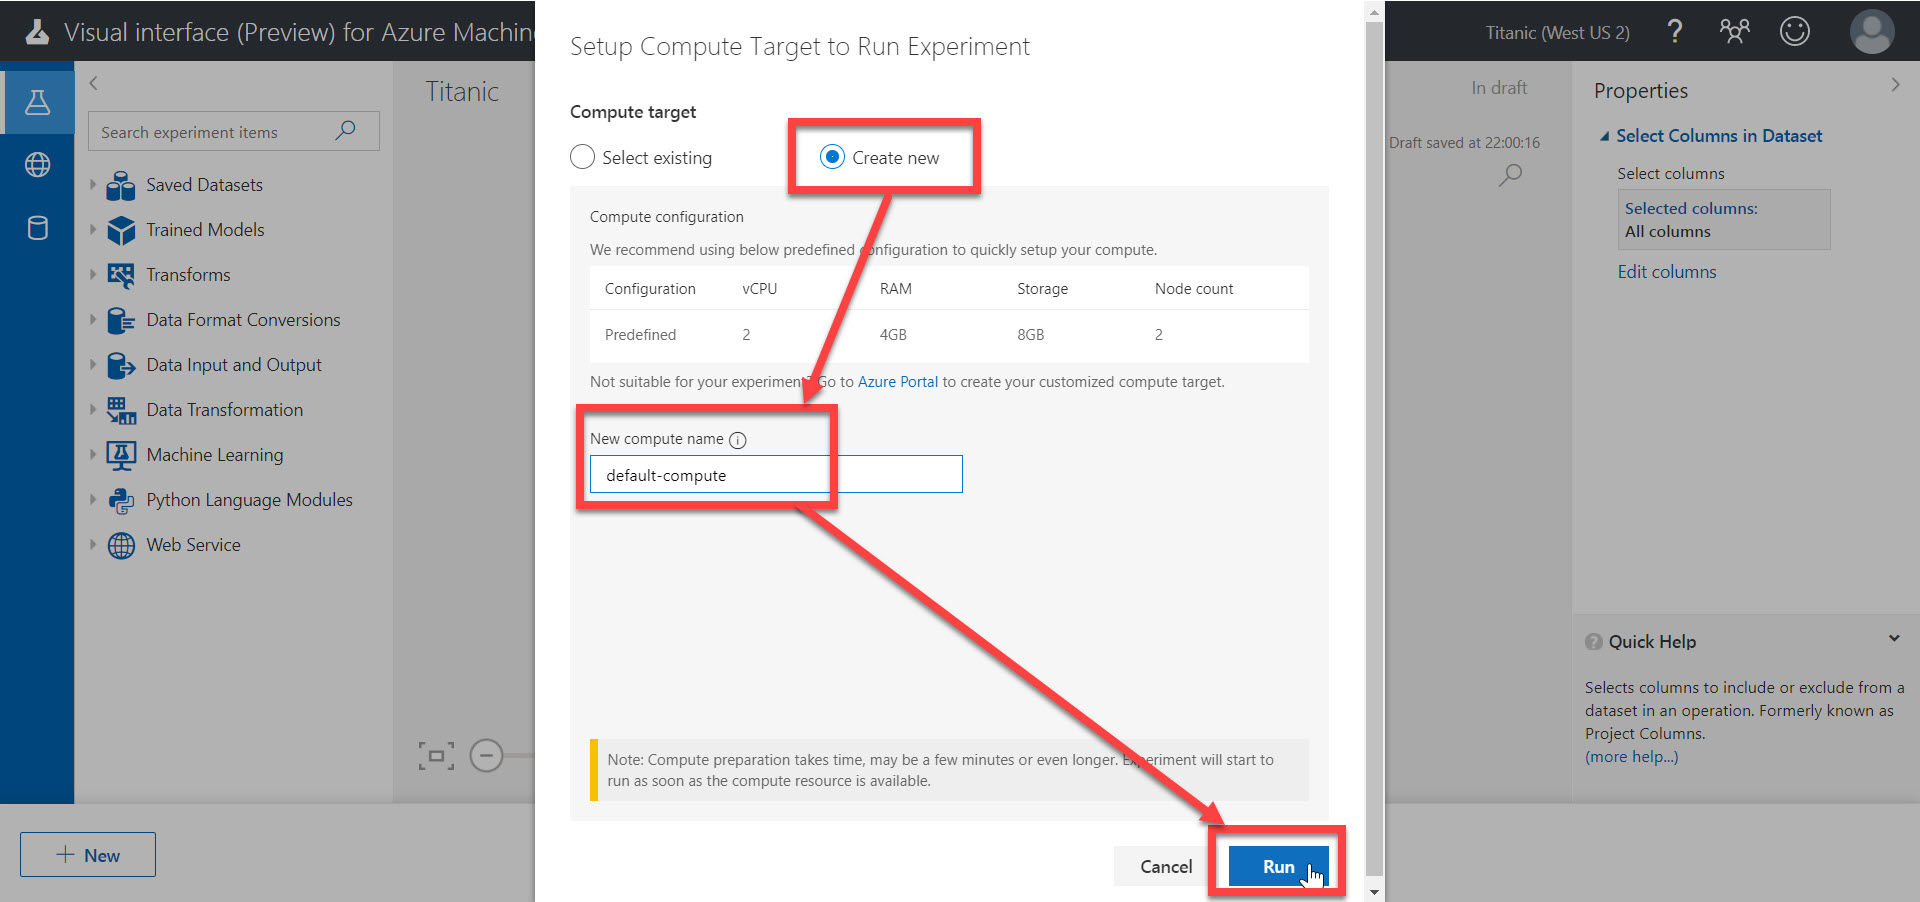 Visual interface (Preview) for Azure Machin
Titanic (West US 2)
?
Search experiment items
Saved Datasets
Trained Models
Transforms
Data Format Conversions
Data Input and Output
Data Transformation
Machine Learning
Python Language Modules
Web Service
New
Titanic
Setup Compute Target to Run Experiment
Compute target
Select existing
Create new
Compute configuration
We recommend using below predefined configuration to quickly setup your compute.
Configuration vCPU RAM Storage Node count
Predefined 2 4GB 8GB 2
Not suitable for your experiment? Go to Azure Portal to create your customized compute target.
New compute name
default-compute
Note: Compute preparation takes time, may be a few minutes or even longer. Experiment will start to
run as soon as the compute resource is available.
Cancel
Run
In draft
Draft saved at 22:00:16
Properties
Select Columns in Dataset
Select columns
Selected columns:
All columns
Edit columns
Quick Help
Selects columns to include or exclude from a
dataset in an operation. Formerly known as
Project Columns.
(more help...)